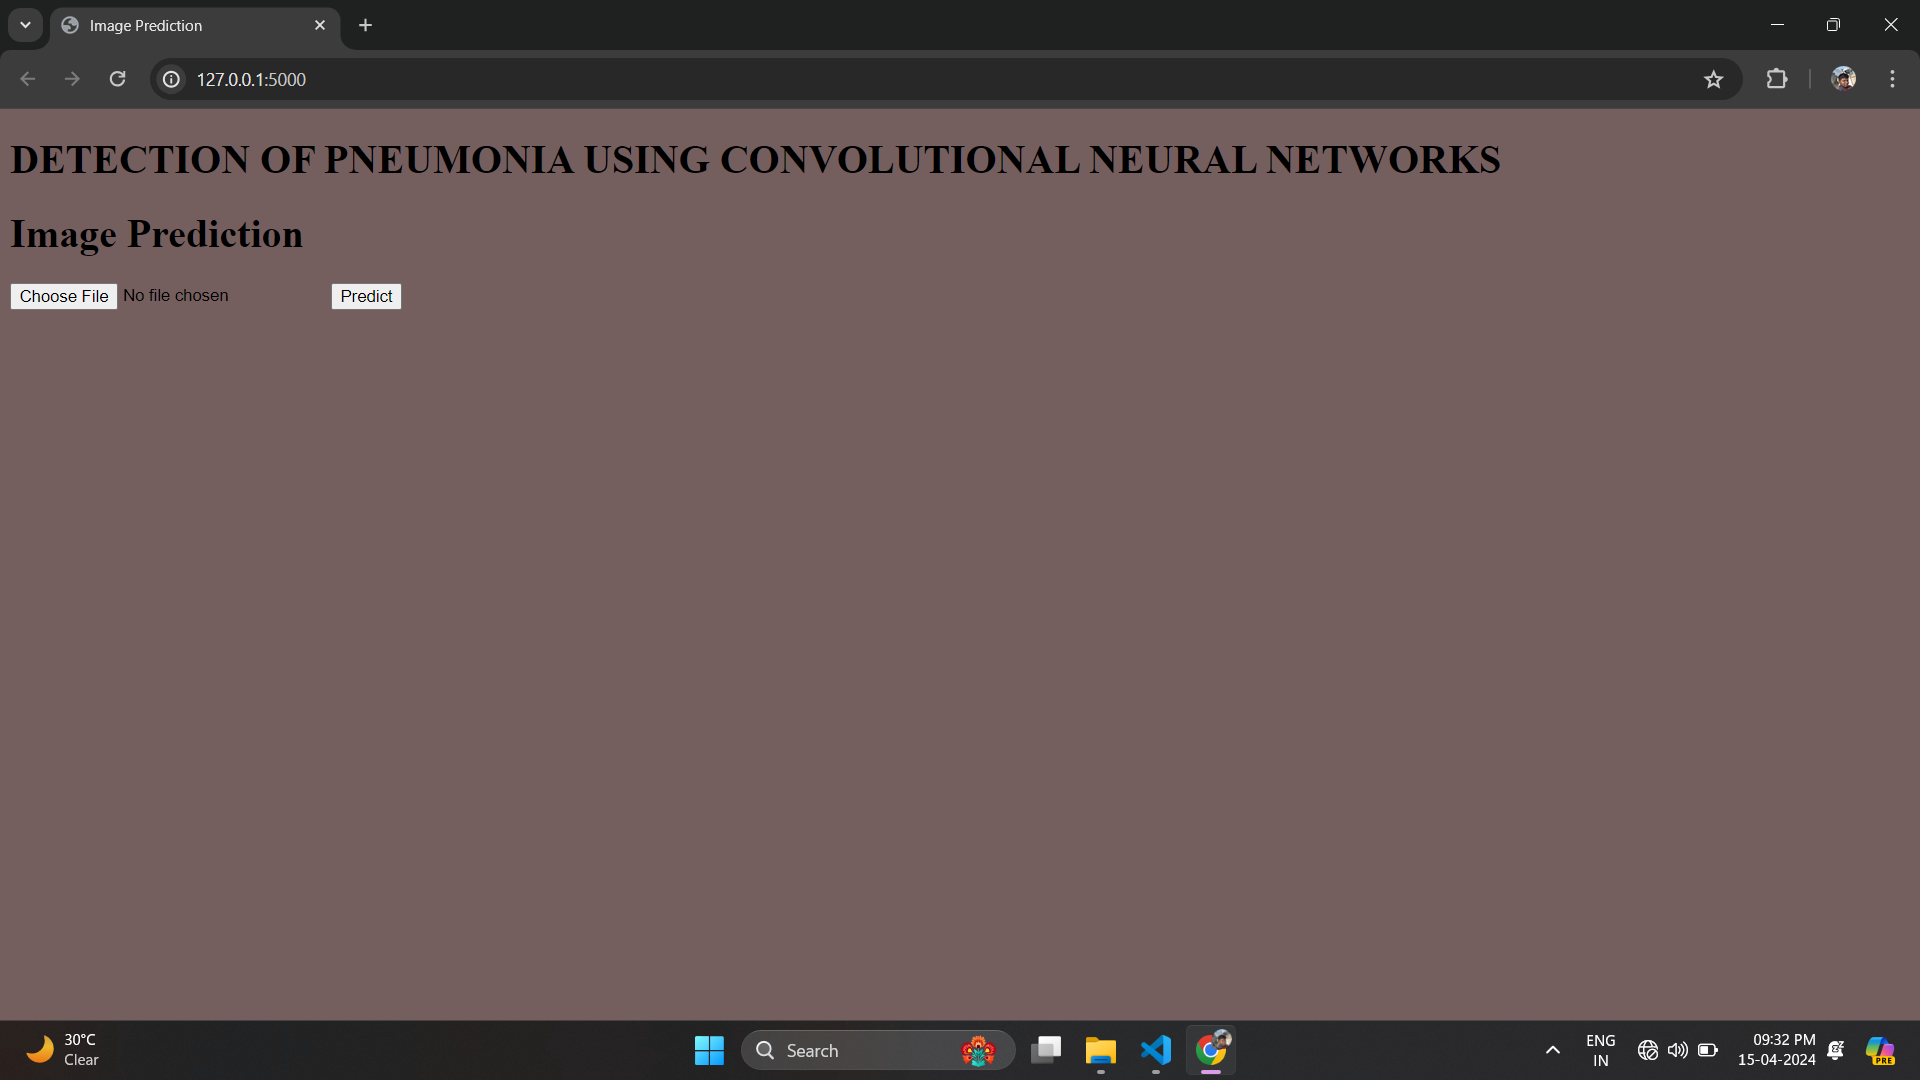 Image Prediction
127.0.0.1:5000
DETECTION OF PNEUMONIA USING CONVOLUTIONAL NEURAL NETWORKS
Image Prediction
Choose File No file chosen Predict
30°C
Clear
Search
ENG
IN
09:32 PM
15-04-2024
PRE